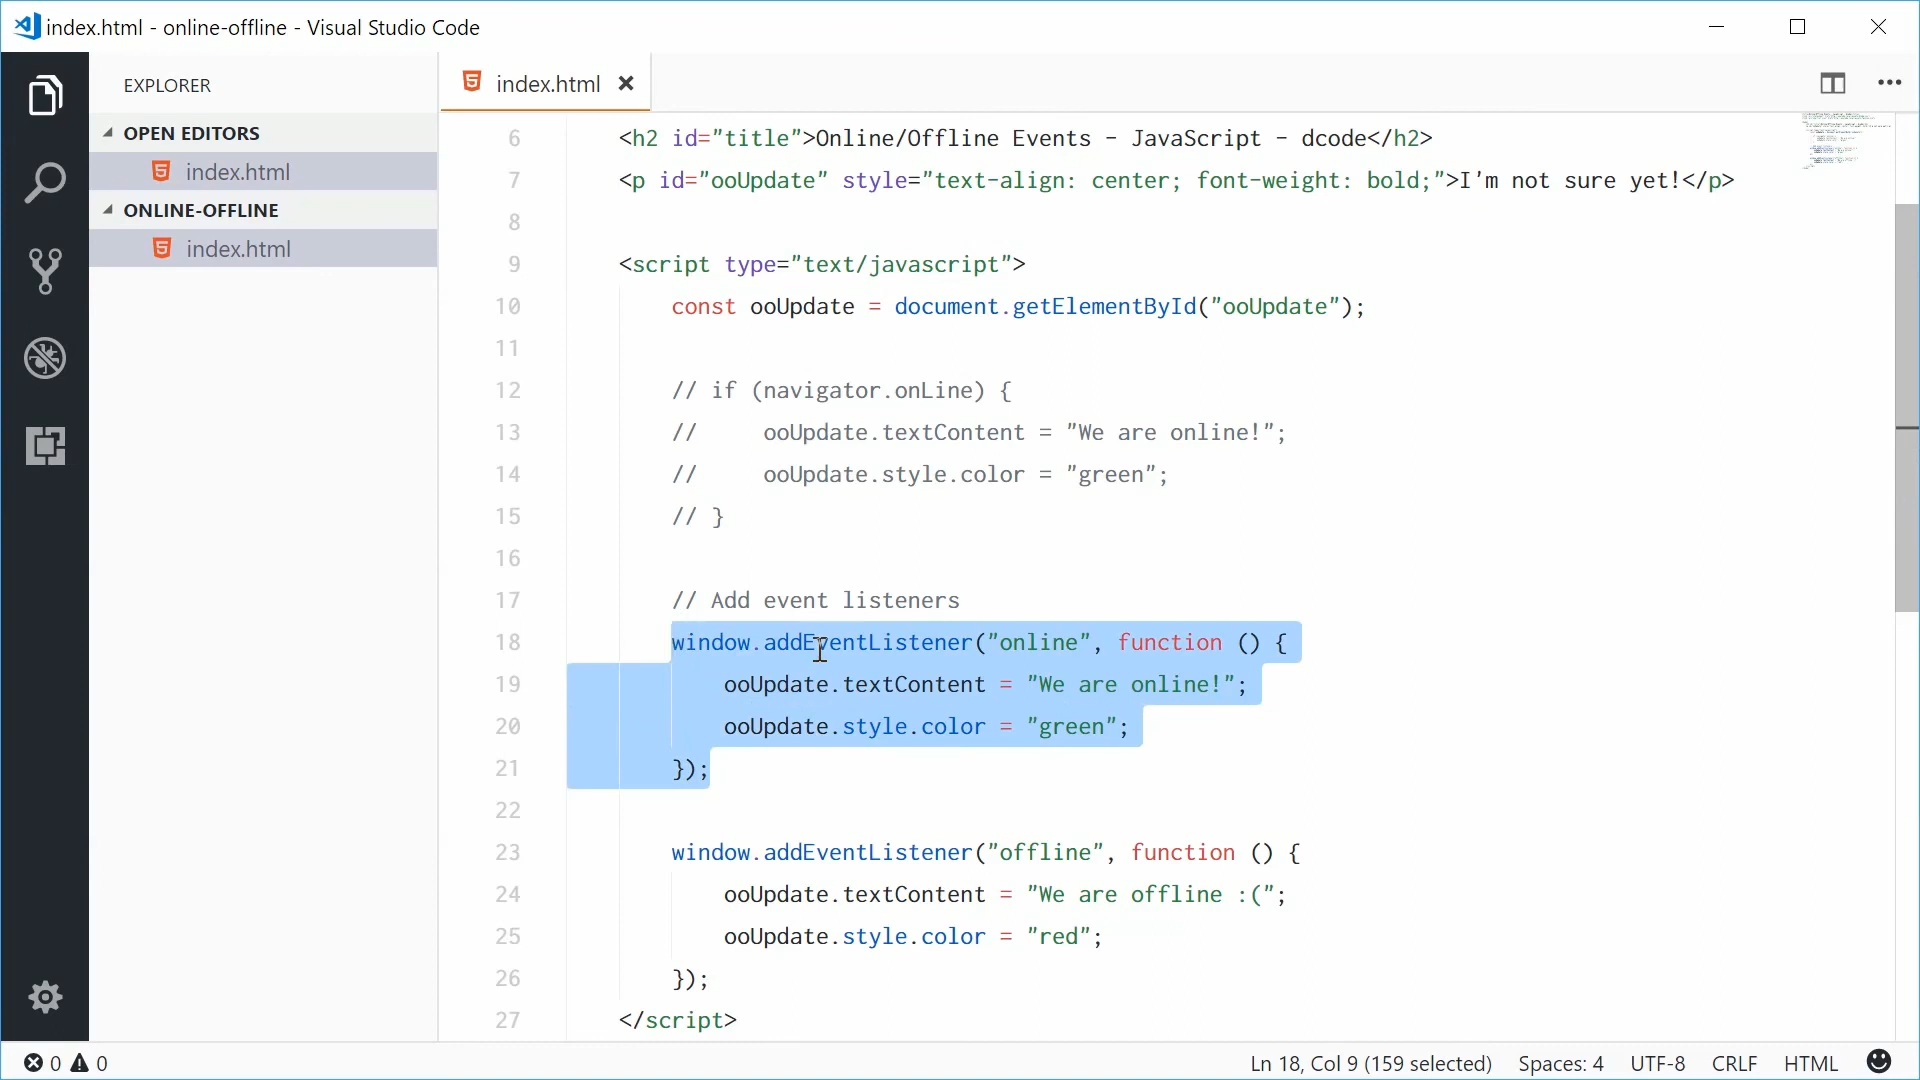 index.html - online-offline - Visual Studio Code
EXPLORER
OPEN EDITORS
index.html
ONLINE-OFFLINE
index.html
index.html
6 <h2 id="title">Online/Offline Events - JavaScript - dcode</h2>
7 <p id="ooUpdate" style="text-align: center; font-weight: bold;">I'm not sure yet!</p>
8
9 <script type="text/javascript">
10 const ooUpdate = document.getElementById("ooUpdate");
11
12 // if (navigator.onLine) {
13 //     ooUpdate.textContent = "We are online!";
14 //     ooUpdate.style.color = "green";
15 // }
16
17 // Add event listeners
18 window.addEventListener("online", function () {
19 ooUpdate.textContent = "We are online!";
20 ooUpdate.style.color = "green";
21 });
22
23 window.addEventListener("offline", function () {
24 ooUpdate.textContent = "We are offline :(";
25 ooUpdate.style.color = "red";
26 });
27 </script>
0 0
Ln 18, Col 9 (159 selected) Spaces: 4 UTF-8 CRLF HTML